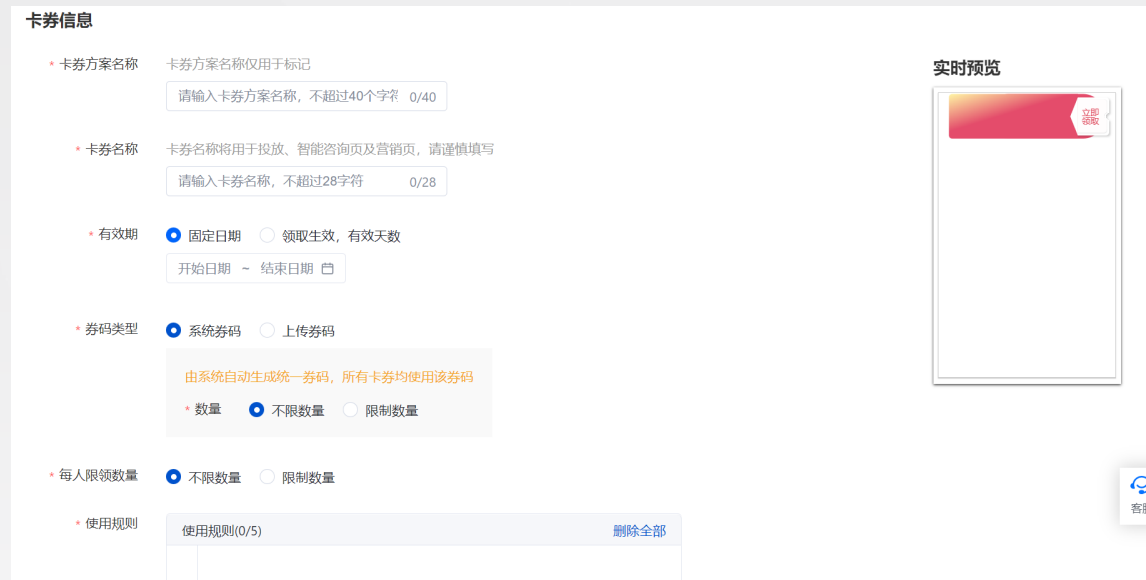 卡券信息
* 卡券方案名称 卡券方案名称仅用于标记
请输入卡券方案名称，不超过40个字符 0/40
实时预览
立即
领取
* 卡券名称 卡券名称将用于投放、智能咨询页及营销页，请谨慎填写
请输入卡券名称，不超过28字符 0/28
* 有效期 固定日期 领取生效，有效天数
开始日期 ~ 结束日期
* 券码类型 系统券码 上传券码
由系统自动生成统一券码，所有卡券均使用该券码
* 数量 不限数量 限制数量
* 每人限领数量 不限数量 限制数量
客服
* 使用规则 使用规则(0/5) 删除全部